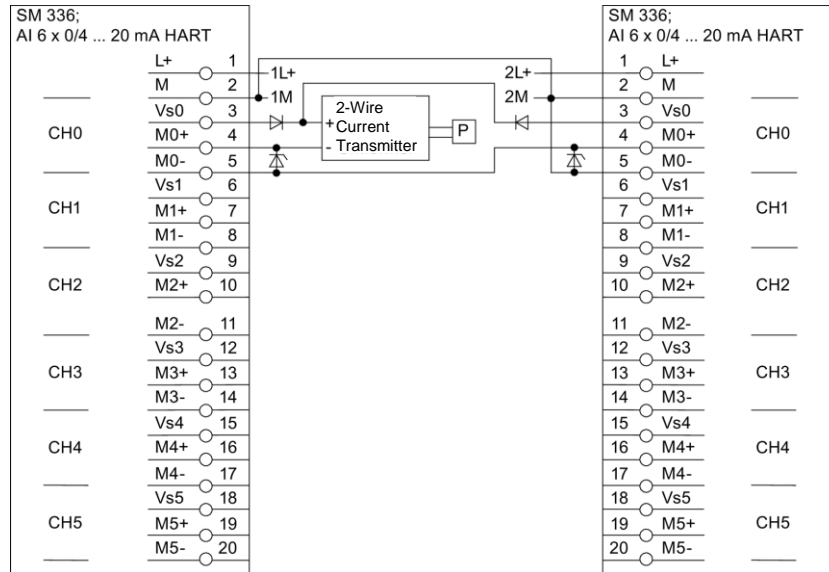 SM 336;
AI 6 x 0/4 ... 20 mA HART
SM 336;
AI 6 x 0/4 ... 20 mA HART
L+ 1
1L+
2L+
1 L+
M 2
1M
2M
2 M
Vs0 3
2-Wire
3 Vs0
CH0
M0+ 4
+ Current
P
4 M0+
CH0
M0- 5
- Transmitter
5 M0-
Vs1 6
6 Vs1
CH1
M1+ 7
7 M1+
CH1
M1- 8
8 M1-
Vs2 9
9 Vs2
CH2
M2+ 10
10 M2+
CH2
M2- 11
11 M2-
Vs3 12
12 Vs3
CH3
M3+ 13
13 M3+
CH3
M3- 14
14 M3-
Vs4 15
15 Vs4
CH4
M4+ 16
16 M4+
CH4
M4- 17
17 M4-
Vs5 18
18 Vs5
CH5
M5+ 19
19 M5+
CH5
M5- 20
20 M5-